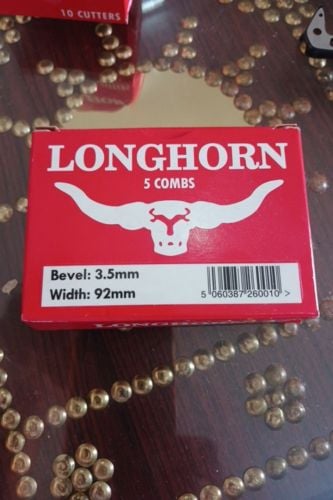 10 CUTTERS
LONGHORN
5 COMBS
Bevel: 3.5mm
Width: 92mm
5 060387 260010 >